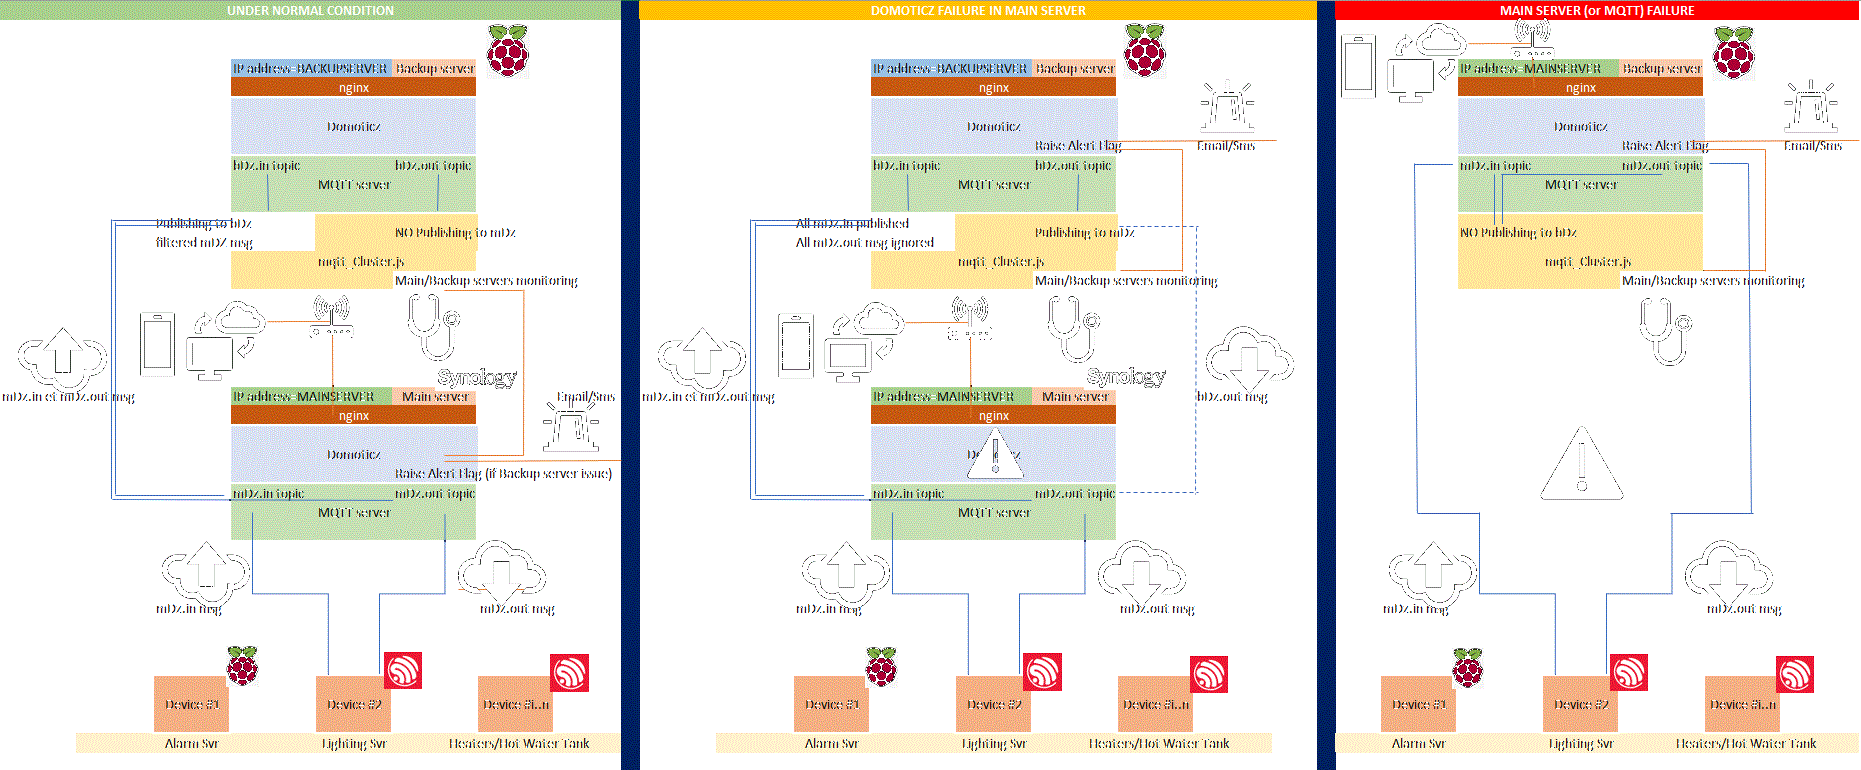 UNDER NORMAL CONDITION
IP address=BACKUPSERVER Backup server
nginx
Domoticz
bDz.in topic bDz.out topic
MQTT server
Publishing to bDz
filtered mDZ msg
NO Publishing to mDz
mqtt_Cluster.js
Main/Backup servers monitoring
Synology
mDz.in et mDz.out msg
IP address=MAINSERVER Main server
Email/Sms
nginx
Domoticz
Raise Alert Flag (if Backup server issue)
mDz.in topic mDz.out topic
MQTT server
mDz.in msg mDz.out msg
Device #1 Device #2 Device #i..n
Alarm Svr Lighting Svr Heaters/Hot Water Tank
DOMOTICZ FAILURE IN MAIN SERVER
IP address=BACKUPSERVER Backup server
nginx
Domoticz
Raise Alert Flag Email/Sms
bDz.in topic bDz.out topic
MQTT server
All mDz.in published
All mDz.out msg ignored
Publishing to mDz
mqtt_Cluster.js
Main/Backup servers monitoring
Synology
mDz.in et mDz.out msg bDz.out msg
IP address=MAINSERVER Main server
nginx
Domoticz
mDz.in topic mDz.out topic
MQTT server
mDz.in msg mDz.out msg
Device #1 Device #2 Device #i..n
Alarm Svr Lighting Svr Heaters/Hot Water Tank
MAIN SERVER (or MQTT) FAILURE
IP address=MAINSERVER Backup server
nginx
Domoticz
Raise Alert Flag Email/Sms
mDz.in topic mDz.out topic
MQTT server
NO Publishing to bDz
mqtt_Cluster.js
Main/Backup servers monitoring
mDz.in msg mDz.out msg
Device #1 Device #2 Device #i..n
Alarm Svr Lighting Svr Heaters/Hot Water Tank